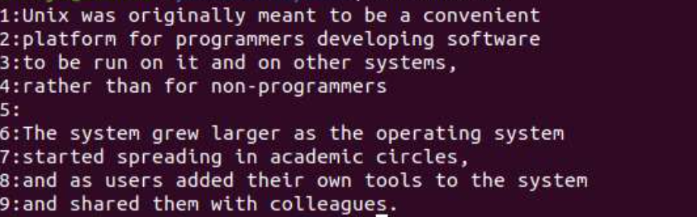 1:Unix was originally meant to be a convenient
2:platform for programmers developing software
3:to be run on it and on other systems,
4:rather than for non-programmers
5:
6:The system grew larger as the operating system
7:started spreading in academic circles,
8:and as users added their own tools to the system
9:and shared them with colleagues.